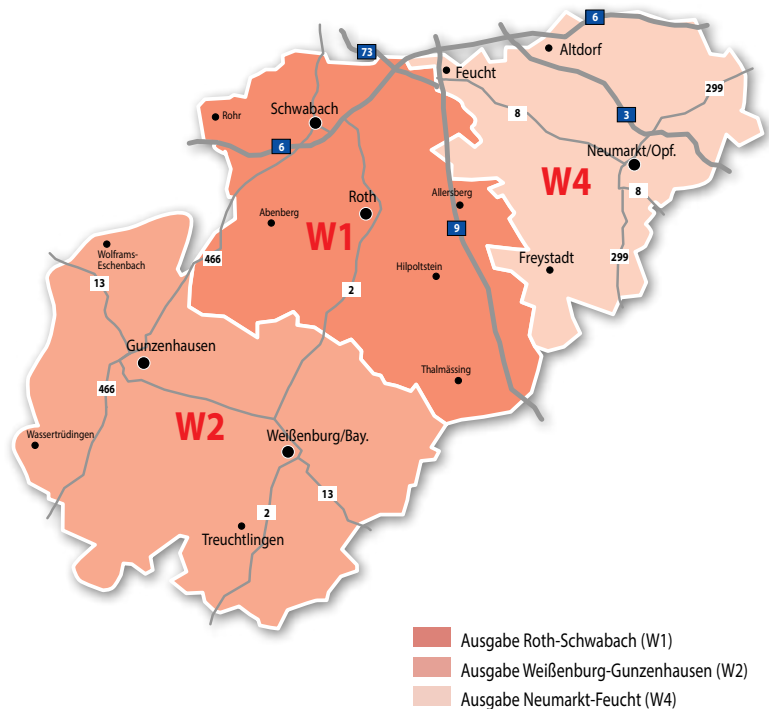 6
73
Altdorf
Feucht
299
Rohr
Schwabach
8
3
6
Neumarkt/Opf.
W4
8
Roth
Allersberg
Abenberg
W1
9
Wolframs-
Eschenbach
466
Freystadt
299
13
Hilpoltstein
2
Gunzenhausen
Thalmässing
466
W2
Wassertrüdingen
Weißenburg/Bay.
13
2
Treuchtlingen
Ausgabe Roth-Schwabach (W1)
Ausgabe Weißenburg-Gunzenhausen (W2)
Ausgabe Neumarkt-Feucht (W4)